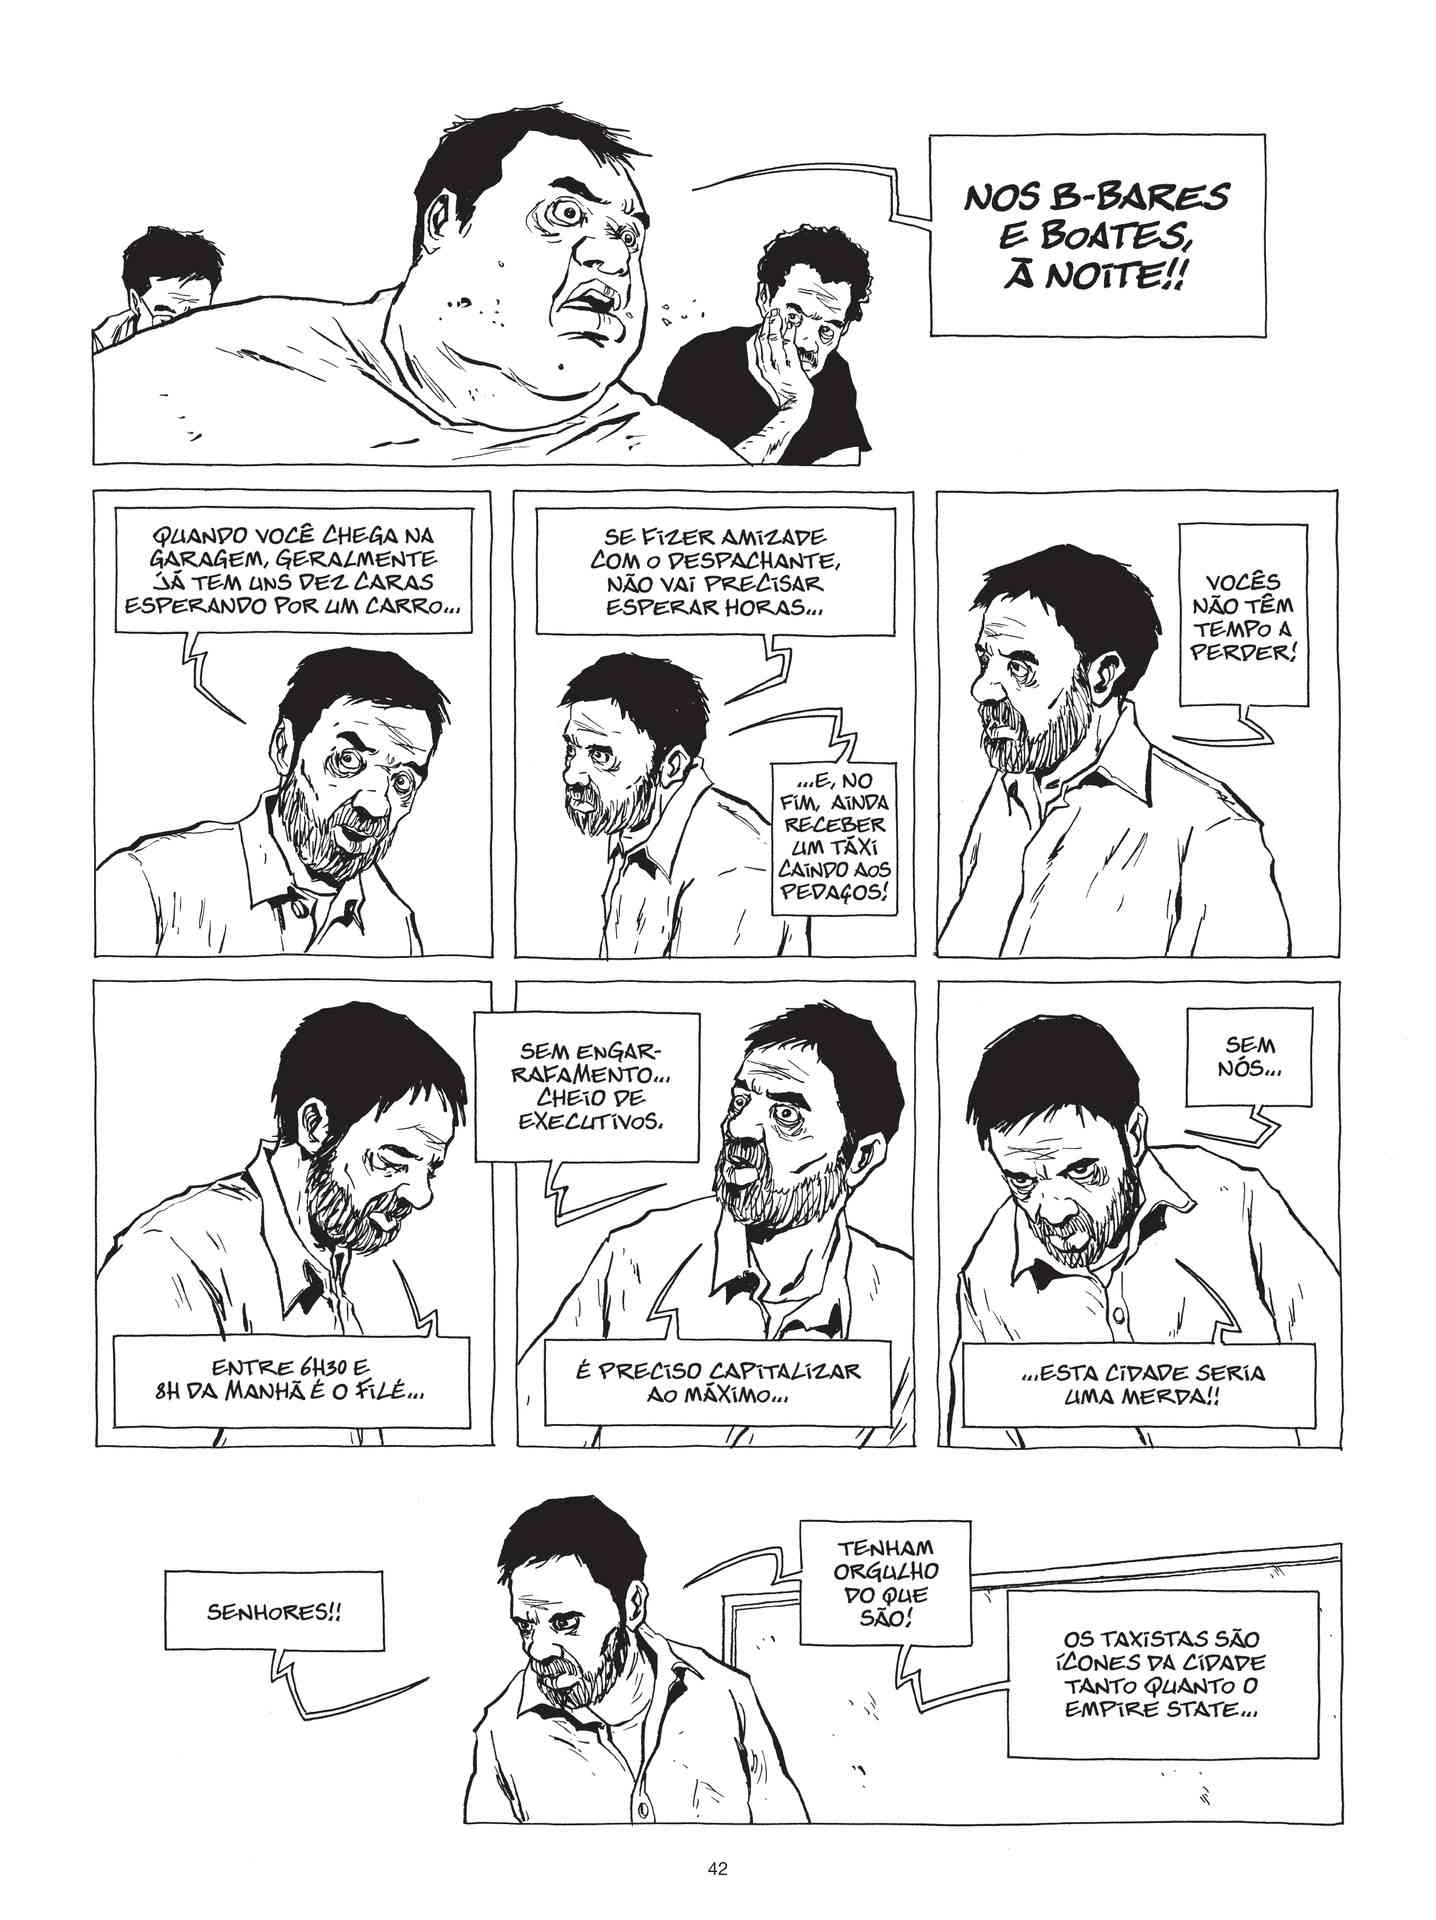 NOS B-BARES
E BOATES,
À NOITE!!
QUANDO VOCÊ CHEGA NA
GARAGEM, GERALMENTE
JÁ TEM UNS DEZ CARAS
ESPERANDO POR UM CARRO...
SE FIZER AMIZADE
COM O DESPACHANTE,
NÃO VAI PRECISAR
ESPERAR HORAS...
...E, NO
FIM, AINDA
RECEBER
UM TÁXI
CAINDO AOS
PEDAÇOS!
VOCÊS
NÃO TÊM
TEMPO A
PERDER!
ENTRE 6H30 E
8H DA MANHÃ É O FILÉ...
SEM ENGAR-
RAFAMENTO...
CHEIO DE
EXECUTIVOS.
É PRECISO CAPITALIZAR
AO MÁXIMO...
SEM
NÓS...
...ESTA CIDADE SERIA
UMA MERDA!!
SENHORES!!
TENHAM
ORGULHO
DO QUE
SÃO!
OS TAXISTAS SÃO
ÍCONES DA CIDADE
TANTO QUANTO O
EMPIRE STATE...
42